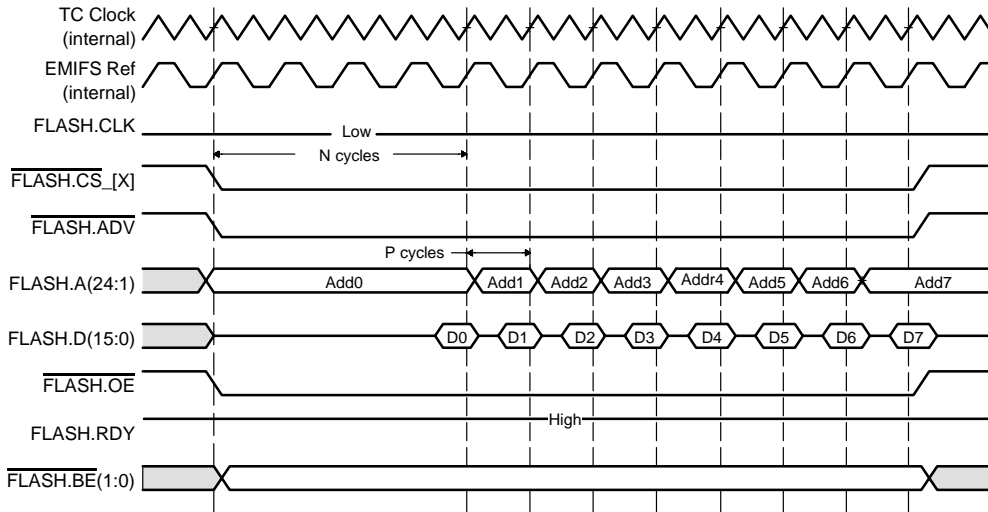 TC Clock
(internal)
EMIFS Ref
(internal)
FLASH.CLK
Low
N cycles
FLASH.CS_[X]
FLASH.ADV
P cycles
FLASH.A(24:1)
Add0 Add1 Add2 Add3 Addr4 Add5 Add6 Add7
FLASH.D(15:0)
D0 D1 D2 D3 D4 D5 D6 D7
FLASH.OE
High
FLASH.RDY
FLASH.BE(1:0)